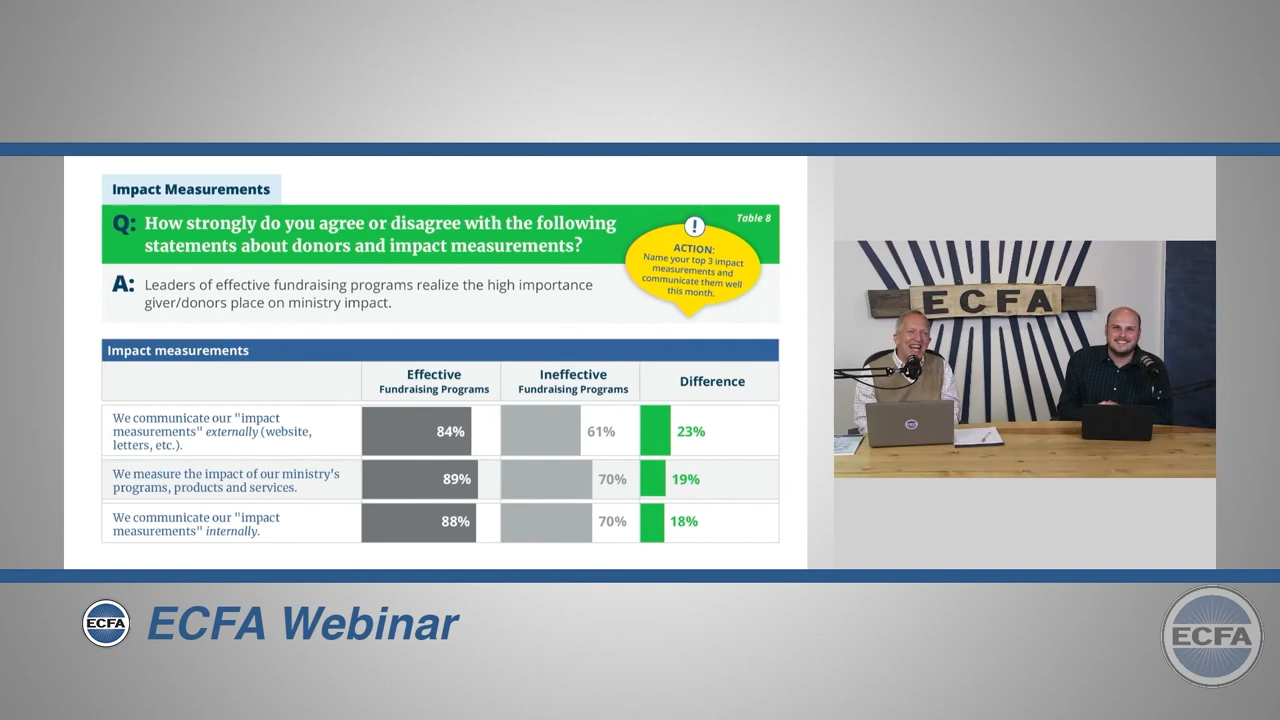 Impact Measurements
Q: How strongly do you agree or disagree with the following
statements about donors and impact measurements?
Table 8
!
ACTION:
Name your top 3 impact
measurements and
communicate them well
this month.
A: Leaders of effective fundraising programs realize the high importance
giver/donors place on ministry impact.
Impact measurements
Effective
Fundraising Programs
Ineffective
Fundraising Programs
Difference
We communicate our "impact
measurements" externally (website,
letters, etc.).
84%
61%
23%
We measure the impact of our ministry's
programs, products and services.
89%
70%
19%
We communicate our "impact
measurements" internally.
88%
70%
18%
ECFA
ECFA
ECFA Webinar
ECFA